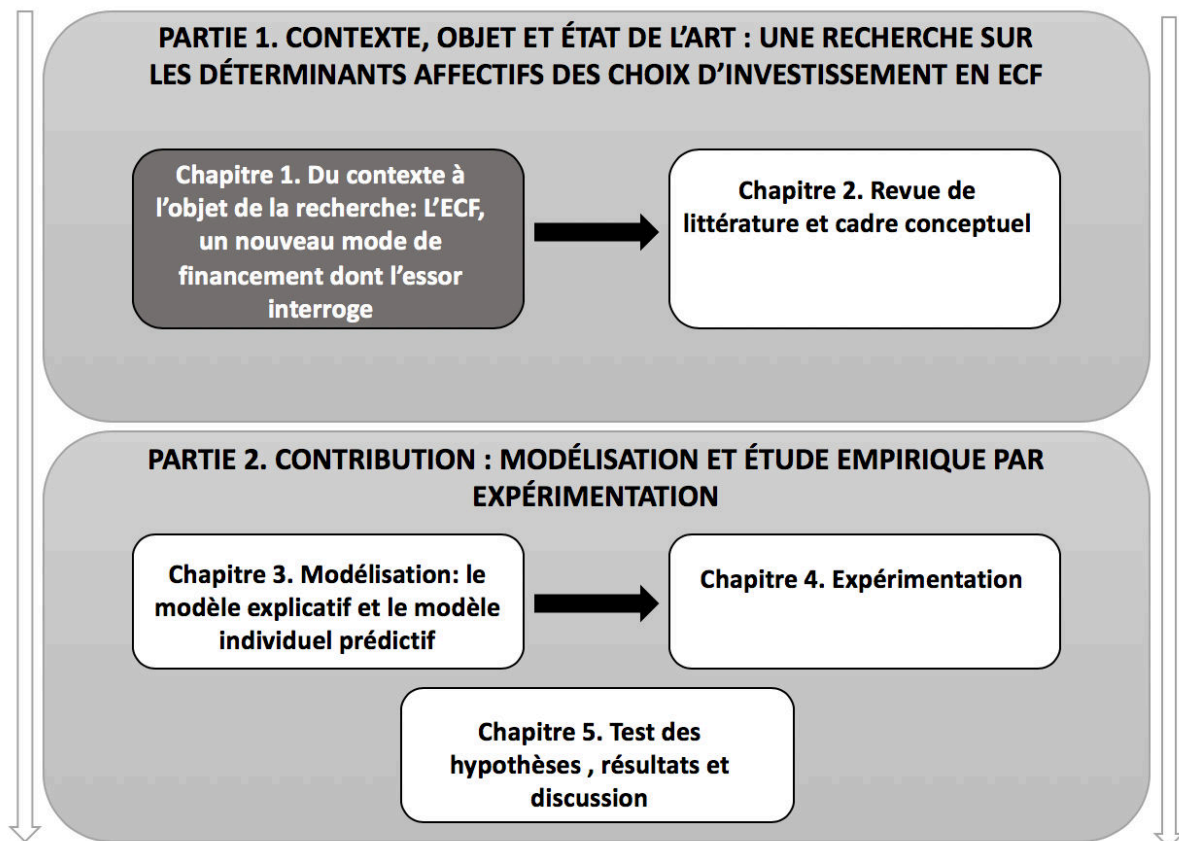 PARTIE 1. CONTEXTE, OBJET ET ÉTAT DE L'ART : UNE RECHERCHE SUR
LES DÉTERMINANTS AFFECTIFS DES CHOIX D'INVESTISSEMENT EN ECF
Chapitre 1. Du contexte à
l'objet de la recherche: L'ECF,
un nouveau mode de
financement dont l'essor
interroge
Chapitre 2. Revue de
littérature et cadre conceptuel
PARTIE 2. CONTRIBUTION : MODÉLISATION ET ÉTUDE EMPIRIQUE PAR
EXPÉRIMENTATION
Chapitre 3. Modélisation: le
modèle explicatif et le modèle
individuel prédictif
Chapitre 4. Expérimentation
Chapitre 5. Test des
hypothèses , résultats et
discussion